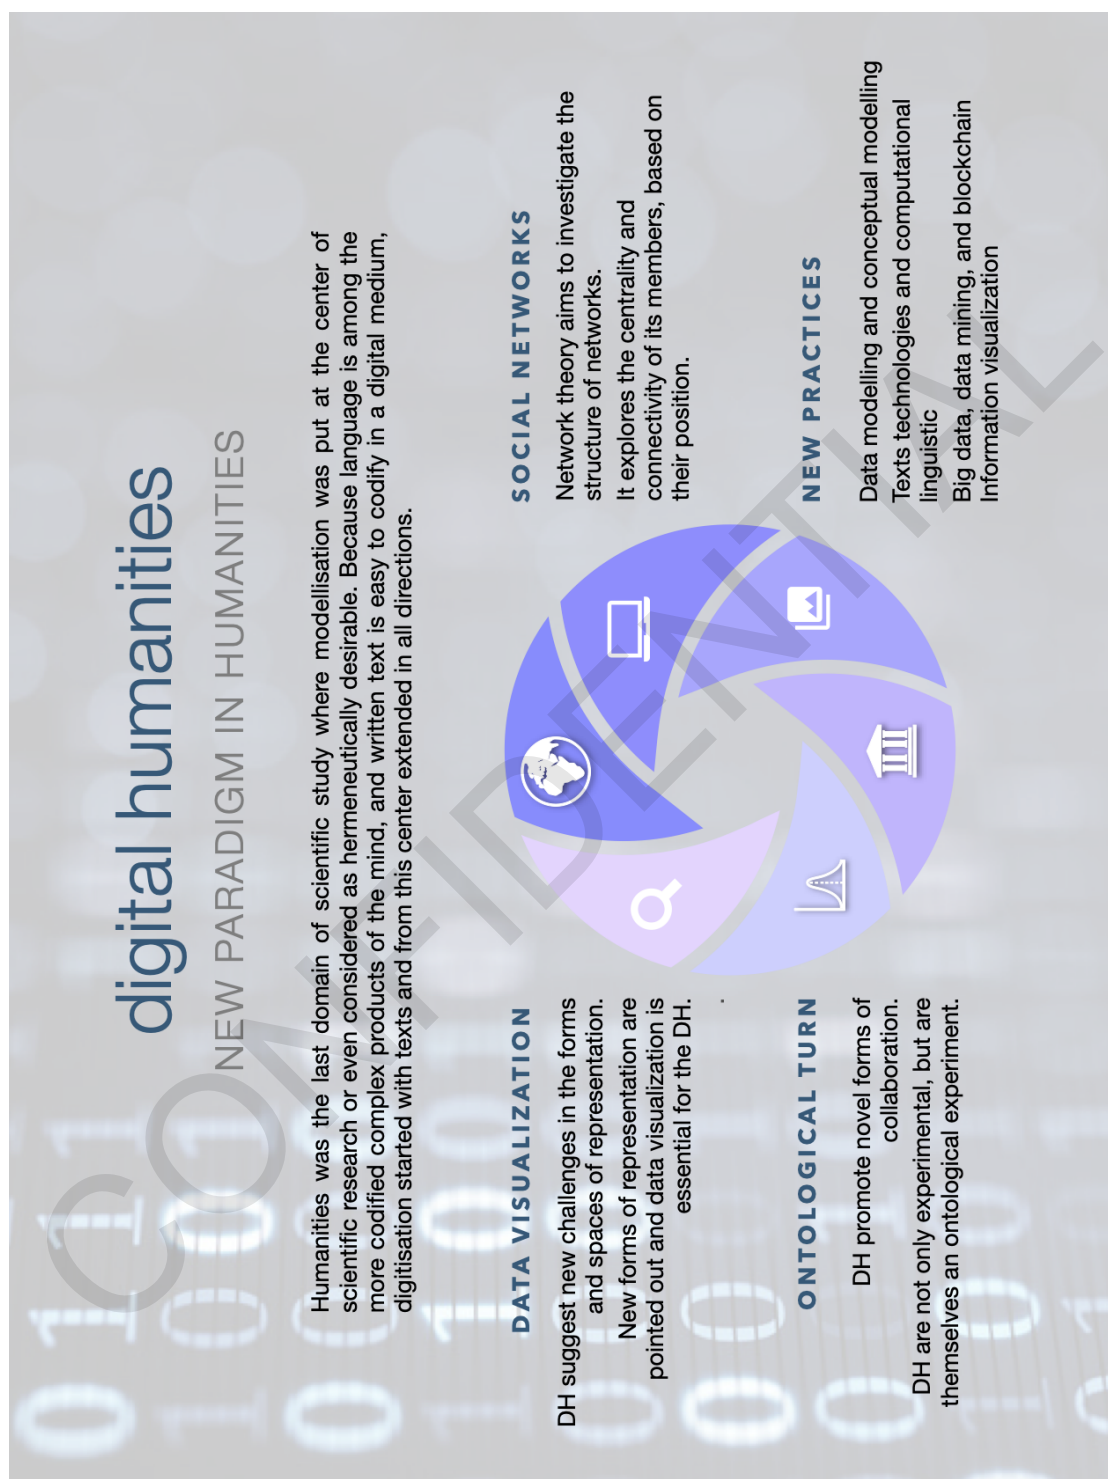 digital humanities
NEW PARADIGM IN HUMANITIES
Humanities was the last domain of scientific study where modellisation was put at the center of
scientific research or even considered as hermeneutically desirable. Because language is among the
more codified complex products of the mind, and written text is easy to codify in a digital medium,
digitisation started with texts and from this center extended in all directions.
DATA VISUALIZATION
DH suggest new challenges in the forms
and spaces of representation.
New forms of representation are
pointed out and data visualization is
essential for the DH.
.
SOCIAL NETWORKS
Network theory aims to investigate the
structure of networks.
It explores the centrality and
connectivity of its members, based on
their position.
ONTOLOGICAL TURN
DH promote novel forms of
collaboration.
DH are not only experimental, but are
themselves an ontological experiment.
NEW PRACTICES
Data modelling and conceptual modelling
Texts technologies and computational
linguistic
Big data, data mining, and blockchain
Information visualization
CONFIDENTIAL